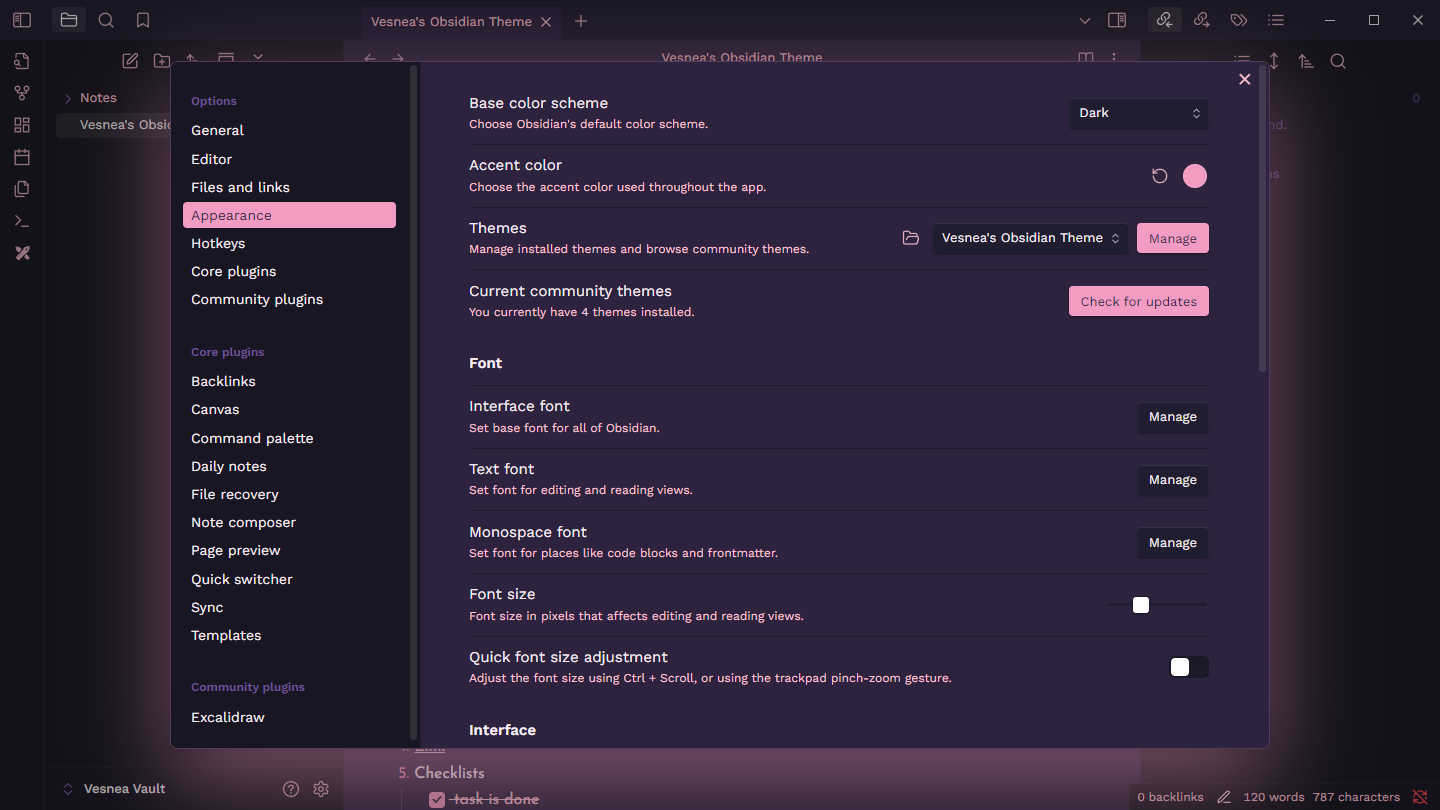 Vesnea's Obsidian Theme
Vesnea's Obsidian Theme
Notes
Vesnea's Obsi
0
nd.
Options
General
Editor
Files and links
Appearance
Hotkeys
Core plugins
Community plugins
Core plugins
Backlinks
Canvas
Command palette
Daily notes
File recovery
Note composer
Page preview
Quick switcher
Sync
Templates
Community plugins
Excalidraw
Base color scheme
Choose Obsidian's default color scheme.
Dark
Accent color
Choose the accent color used throughout the app.
Themes
Manage installed themes and browse community themes.
Vesnea's Obsidian Theme
Manage
Current community themes
You currently have 4 themes installed.
Check for updates
Font
Interface font
Set base font for all of Obsidian.
Manage
Text font
Set font for editing and reading views.
Manage
Monospace font
Set font for places like code blocks and frontmatter.
Manage
Font size
Font size in pixels that affects editing and reading views.
Quick font size adjustment
Adjust the font size using Ctrl + Scroll, or using the trackpad pinch-zoom gesture.
Interface
5. Checklists
task is done
Vesnea Vault
0 backlinks
120 words
787 characters